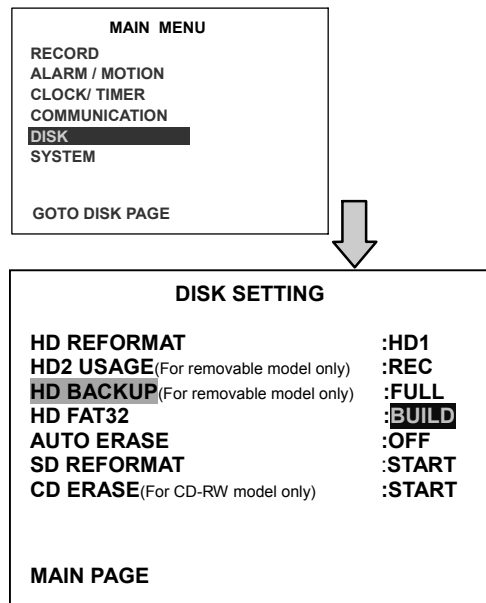 MAIN MENU
RECORD
ALARM / MOTION
CLOCK/ TIMER
COMMUNICATION
DISK
SYSTEM
GOTO DISK PAGE
DISK SETTING
HD REFORMAT :HD1
HD2 USAGE(For removable model only) :REC
HD BACKUP(For removable model only) :FULL
HD FAT32 :BUILD
AUTO ERASE :OFF
SD REFORMAT :START
CD ERASE(For CD-RW model only) :START
MAIN PAGE